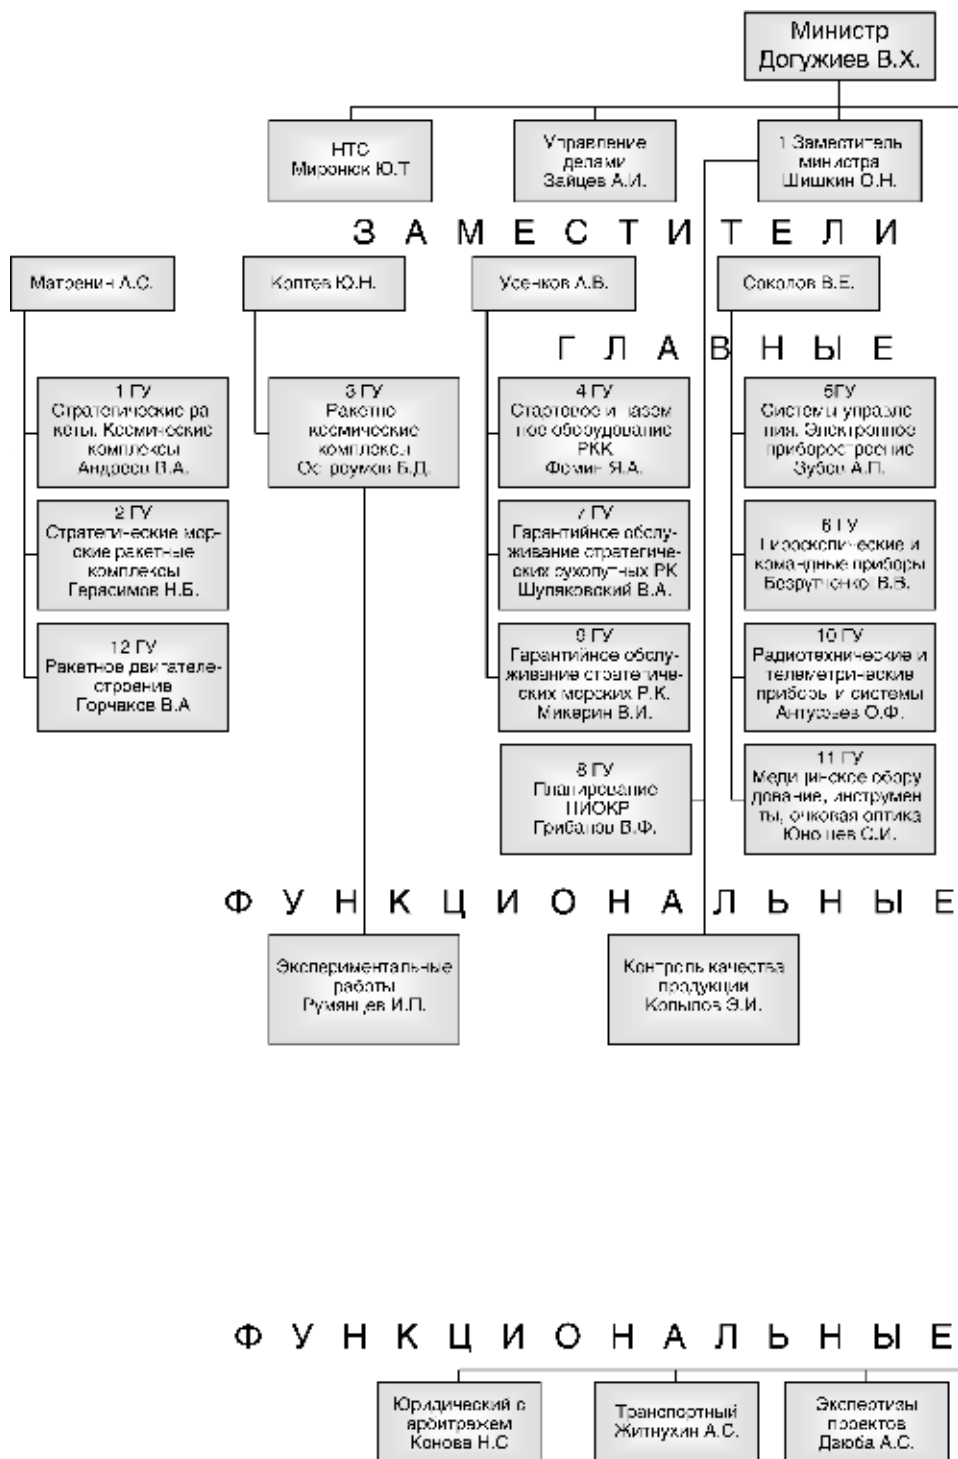 Министр
Догужиев В.Х.
НТС
Миронюк Ю.Т
Управление
делами
Зайцев А.И.
1 Заместитель
министра
Шишкин О.Н.
З А М Е С Т И Т Е Л И
Матренин А.С.
Коптев Ю.Н.
Усенков А.В.
Соколов В.Е.
Г Л А В Н Ы Е
1 ГУ
Стратегические ра
кеты. Космические
комплексы
Андреев В.А.
3 ГУ
Ракетно
космические
комплексы
Остроумов Б.Д.
4 ГУ
Стартовое и назем
ное оборудование
РКК
Фомин Я.А.
5ГУ
Системы управле
ния. Электронное
приборостроение
Зубов А.П.
2 ГУ
Стратегические мор-
ские ракетные
комплексы
Герасимов Н.Б.
7 ГУ
Гарантийное обслу-
живание стратегиче-
ских сухопутных РК
Шуляковский В.А.
6 ГУ
Гироскопические и
командные приборы
Безрутченко В.В.
12 ГУ
Ракетное двигателе-
строение
Горчаков В.А
9 ГУ
Гарантийное обслу-
живание стратегиче-
ских морских Р.К.
Микерин В.И.
10 ГУ
Радиотехнические и
телеметрические
приборы и системы
Антуфьев О.Ф.
8 ГУ
Планирование
НИОКР
Грибанов В.Ф.
11 ГУ
Медицинское обору
дование, инструмен
ты, очковая оптика
Юношев С.И.
Ф У Н К Ц И О Н А Л Ь Н Ы Е
Экспериментальные
работы
Румянцев И.П.
Контроль качества
продукции
Копылов Э.И.
Ф У Н К Ц И О Н А Л Ь Н Ы Е
Юридический с
арбитражем
Конова Н.С
Транспортный
Житнухин А.С.
Экспертизы
проектов
Дзюба А.С.